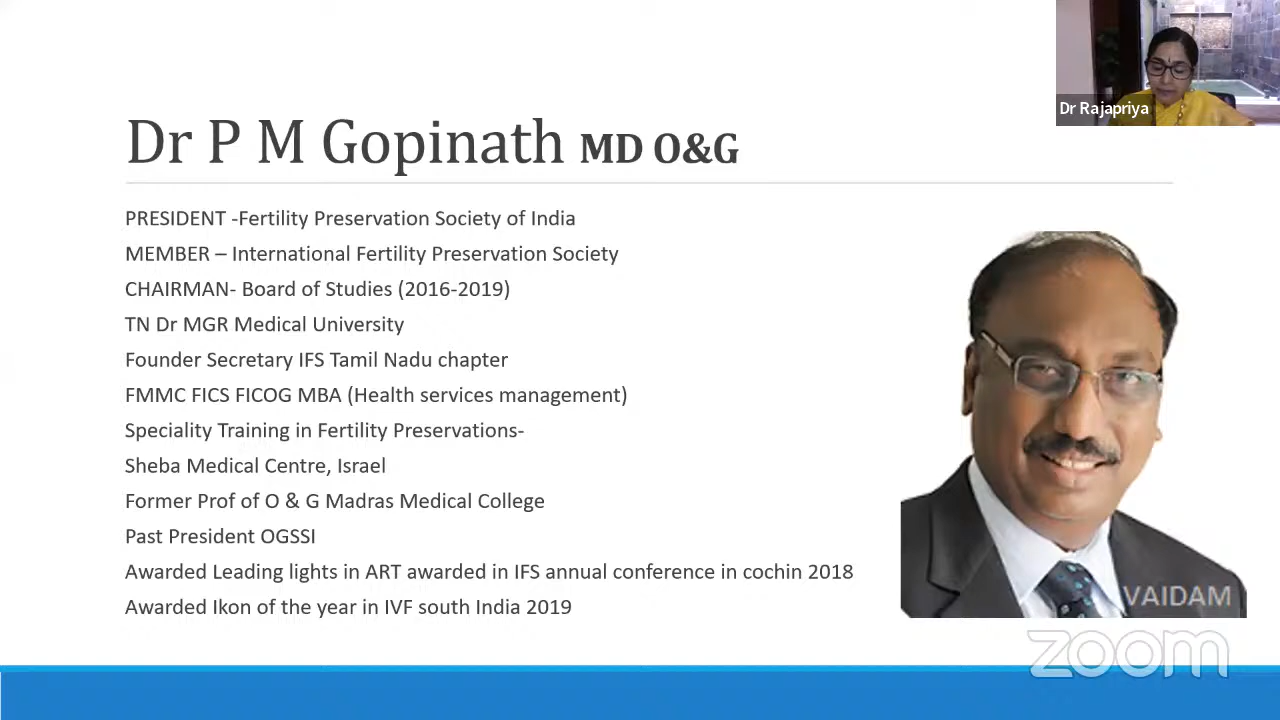 Dr Rajapriya
Dr P M Gopinath MD O&G
PRESIDENT -Fertility Preservation Society of India
MEMBER – International Fertility Preservation Society
CHAIRMAN- Board of Studies (2016-2019)
TN Dr MGR Medical University
Founder Secretary IFS Tamil Nadu chapter
FMMC FICS FICOG MBA (Health services management)
Speciality Training in Fertility Preservations-
Sheba Medical Centre, Israel
Former Prof of O & G Madras Medical College
Past President OGSSI
Awarded Leading lights in ART awarded in IFS annual conference in cochin 2018
Awarded Ikon of the year in IVF south India 2019
VAIDAM
zoom